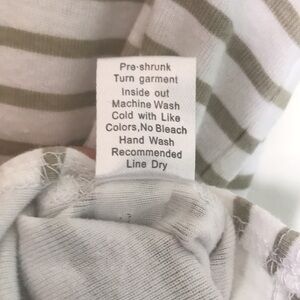 Pre-shrunk
Turn garment
Inside out
Machine Wash
Cold with Like
Colors,No Bleach
Hand Wash
Recommended
Line Dry